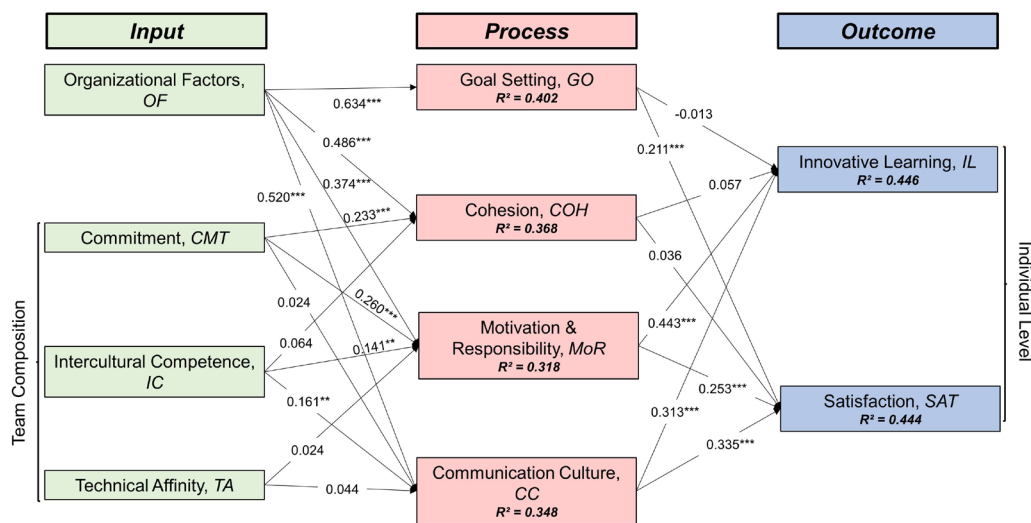 Input
Process
Outcome
Organizational Factors,
OF
Goal Setting, GO
R² = 0.402
0.634***
-0.013
0.486***
0.211***
Innovative Learning, IL
R² = 0.446
0.374***
0.057
0.520***
0.233***
Cohesion, COH
R² = 0.368
Commitment, CMT
0.036
0.024
0.260***
0.064
0.443***
Motivation &
Responsibility, MoR
R² = 0.318
0.141**
Intercultural Competence,
IC
0.253***
0.161**
Satisfaction, SAT
R² = 0.444
0.313***
0.335***
0.024
Technical Affinity, TA
0.044
Communication Culture,
CC
R² = 0.348
Team Composition
Individual Level